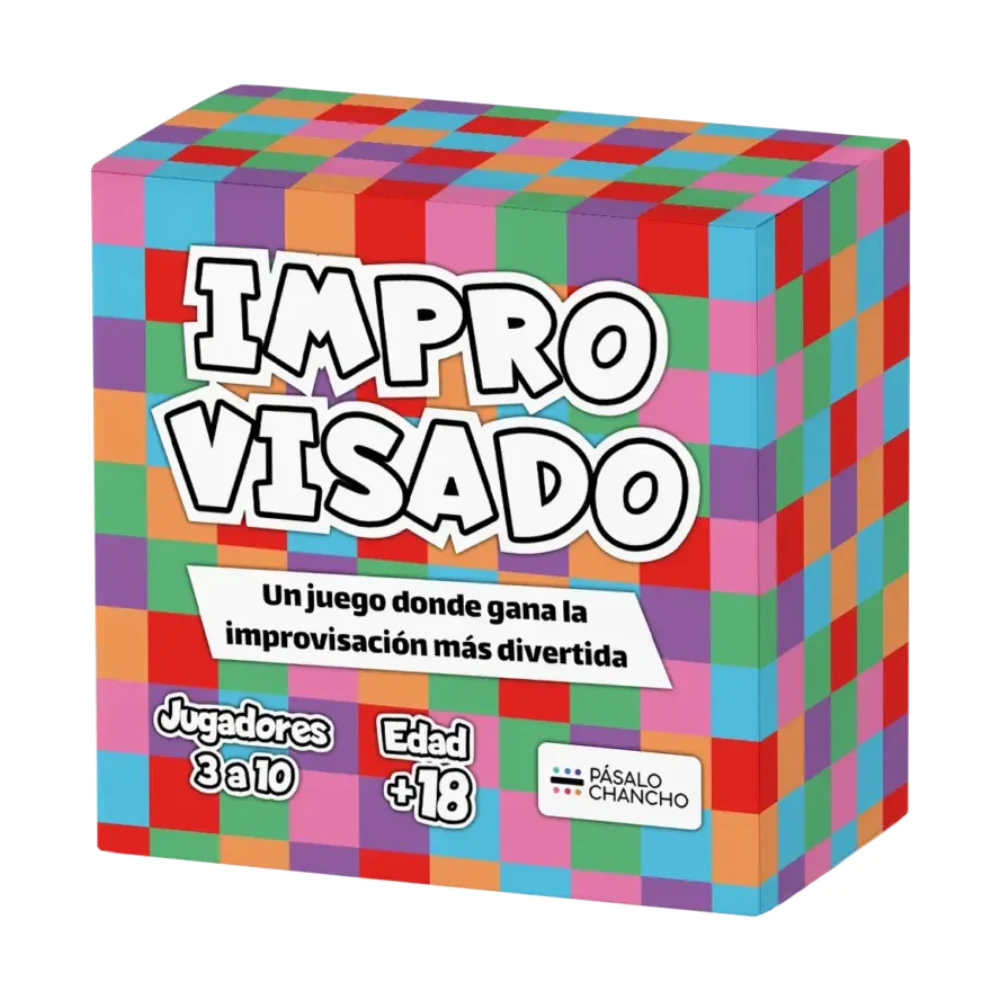 IMPRO
VISADO
Un juego donde gana la
improvisación más divertida
Jugadores
3 a 10
Edad
+18
PÁSALO
CHANCHO